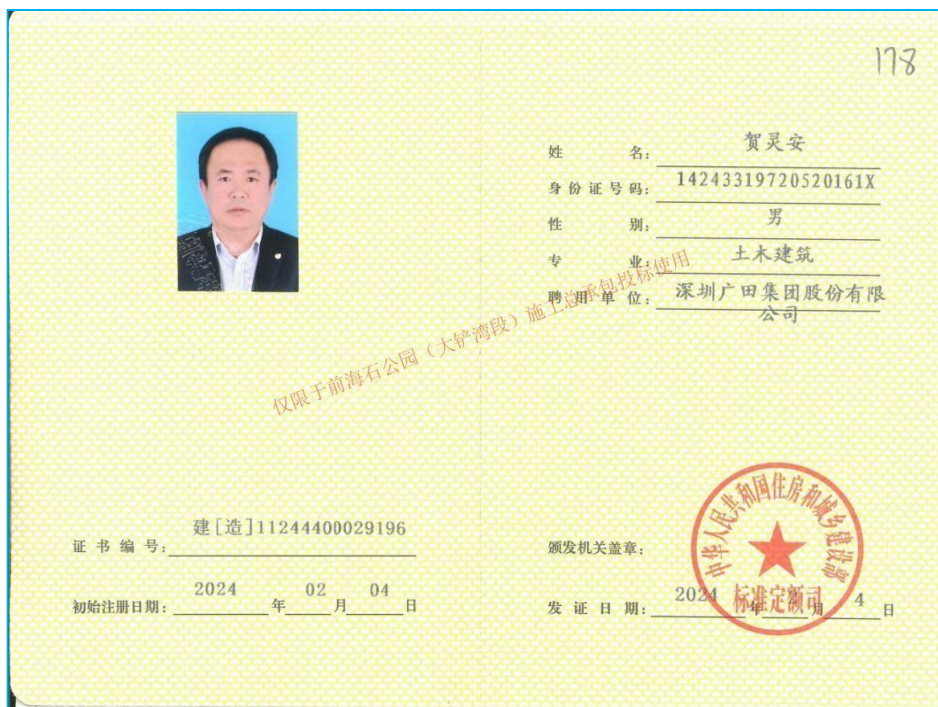 178
姓名：贺灵安
身份证号码：14243319720520161X
性别：男
专业：土木建筑
聘用单位：深圳广田集团股份有限
公司
仅限于前海石公园（大铲湾段）施工总承包投标使用
证书编号：建[造]11244400029196
初始注册日期：2024年02月04日
颁发机关盖章：
中华人民共和国住房和城乡建设部
标准定额司
发证日期：2024年2月4日